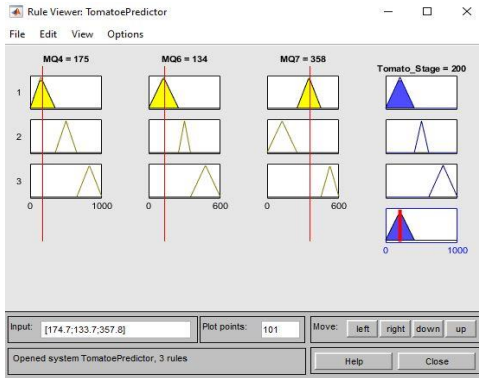 Rule Viewer: TomatoePredictor
File Edit View Options
MQ4 = 175 MQ6 = 134 MQ7 = 358 Tomato_Stage = 200
1
2
3
0 1000 0 600 0 600
0 1000
Input: [174.7;133.7;357.8] Plot points: 101 Move: left right down up
Opened system TomatoePredictor, 3 rules Help Close